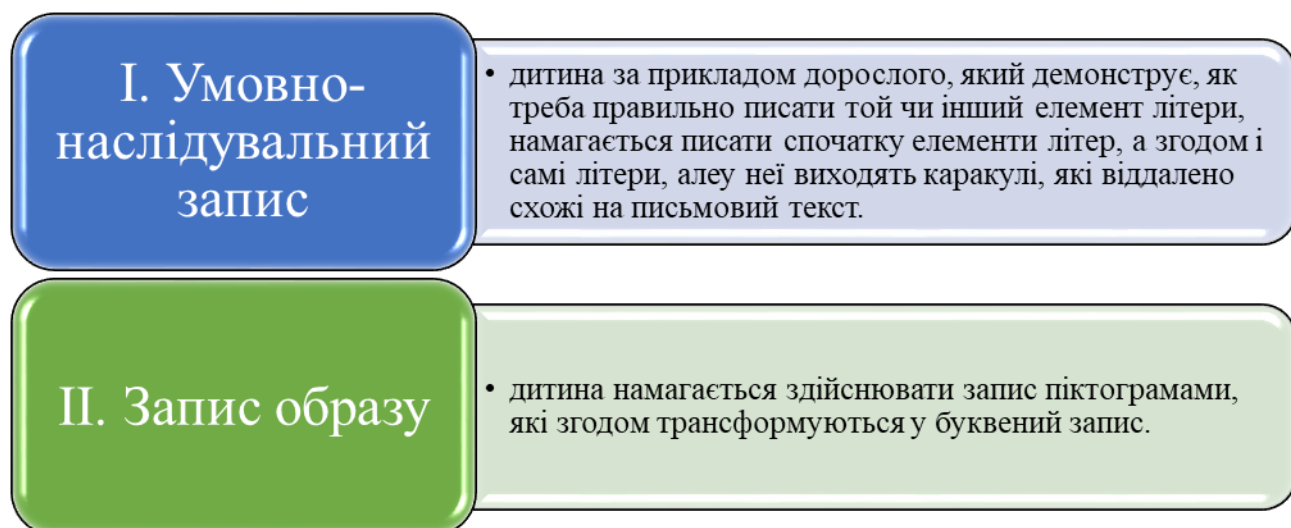 І. Умовно-
наслідувальний
запис
• дитина за прикладом дорослого, який демонструє, як
треба правильно писати той чи інший елемент літери,
намагається писати спочатку елементи літер, а згодом і
самі літери, алеу неї виходять каракулі, які віддалено
схожі на письмовий текст.
ІІ. Запис образу
• дитина намагається здійснювати запис піктограмами,
які згодом трансформуються у буквений запис.